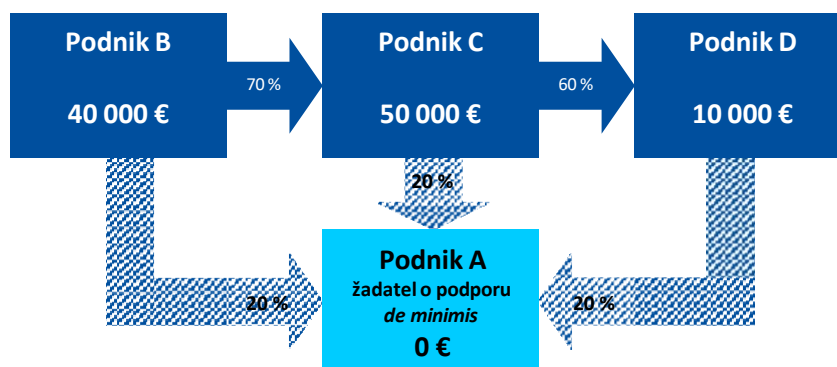 Podnik B
40 000 €
70 %
Podnik C
50 000 €
60 %
Podnik D
10 000 €
20 %
Podnik A
žadatel o podporu
de minimis
0 €
20 %
20 %